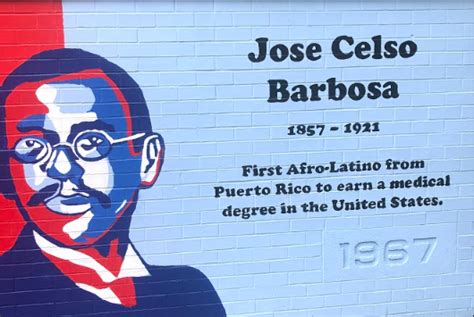 Jose Celso
Barbosa
1857 – 1921
First Afro-Latino from
Puerto Rico to earn a medical
degree in the United States.
1967